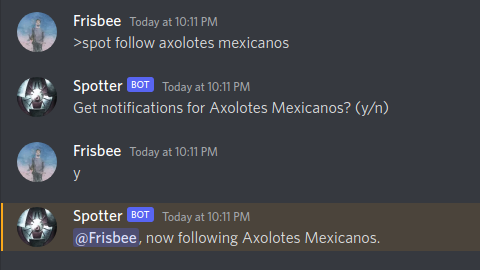 Frisbee Today at 10:11 PM
>spot follow axolotes mexicanos
Spotter BOT Today at 10:11 PM
Get notifications for Axolotes Mexicanos? (y/n)
Frisbee Today at 10:11 PM
y
Spotter BOT Today at 10:11 PM
@Frisbee, now following Axolotes Mexicanos.